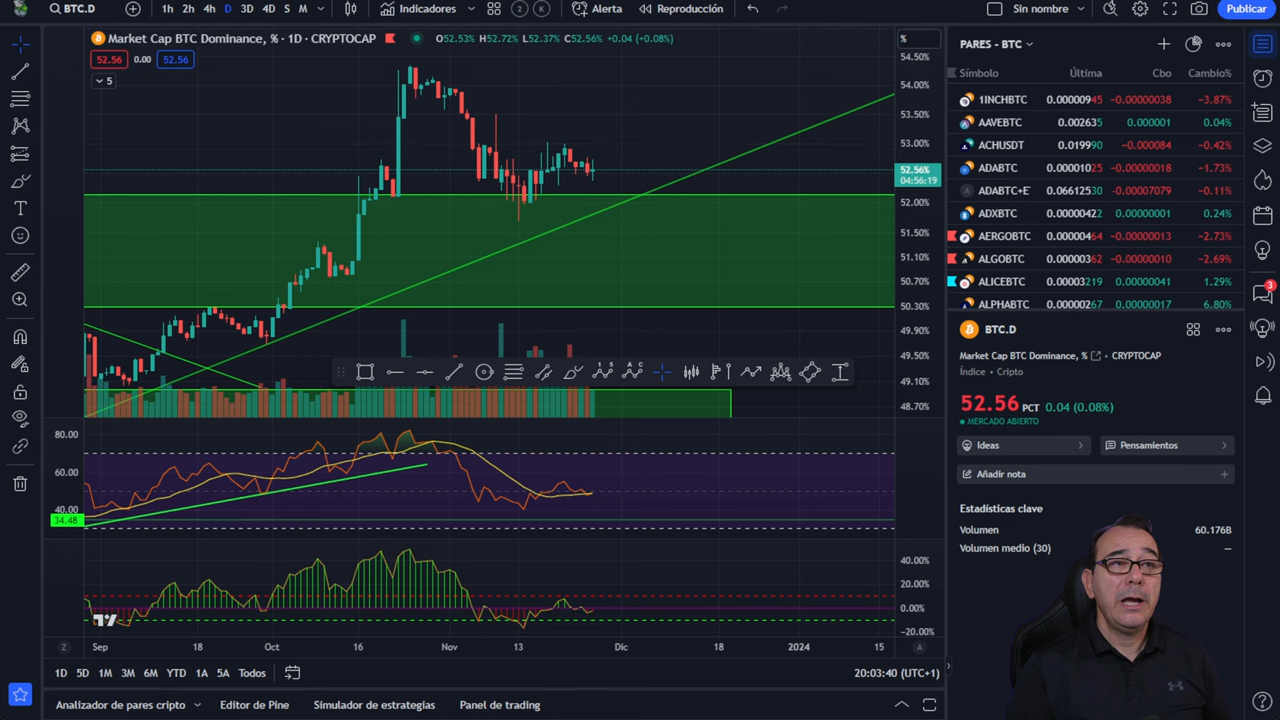 BTC.D
1h 2h 4h D 3D 4D S M
Indicadores
2 K
Alerta
Reproducción
Sin nombre
Publicar
Market Cap BTC Dominance, % · 1D · CRYPTOCAP
O52.53% H52.72% L52.37% C52.56% +0.04 (+0.08%)
%
52.56 0.00 52.56
5
54.50%
54.00%
53.50%
53.00%
52.56%
04:56:19
52.00%
51.50%
51.10%
50.70%
50.30%
49.90%
49.50%
49.10%
48.70%
80.00
60.00
40.00
34.48
40.00%
20.00%
0.00%
−20.00%
Z
Sep 18 Oct 16 Nov 13 Dic 18 2024 15
A
1D 5D 1M 3M 6M YTD 1A 5A Todos
20:03:40 (UTC+1)
Analizador de pares cripto
Editor de Pine
Simulador de estrategias
Panel de trading
PARES - BTC
Símbolo Última Cbo Cambio%
1INCHBTC 0.00000945 −0.00000038 −3.87%
AAVEBTC 0.002635 0.000001 0.04%
ACHUSDT 0.019990 −0.000084 −0.42%
ADABTC 0.00001025 −0.00000018 −1.73%
ADABTC+E 0.06612530 −0.00007079 −0.11%
ADXBTC 0.00000422 0.00000001 0.24%
AERGOBTC 0.00000464 −0.00000013 −2.73%
ALGOBTC 0.00000362 −0.00000010 −2.69%
ALICEBTC 0.00003219 0.00000041 1.29%
ALPHABTC 0.00000267 0.00000017 6.80%
BTC.D
Market Cap BTC Dominance, % • CRYPTOCAP
Índice • Cripto
52.56 PCT 0.04 (0.08%)
MERCADO ABIERTO
Ideas
Pensamientos
Añadir nota
Estadísticas clave
Volumen 60.176B
Volumen medio (30) —
3